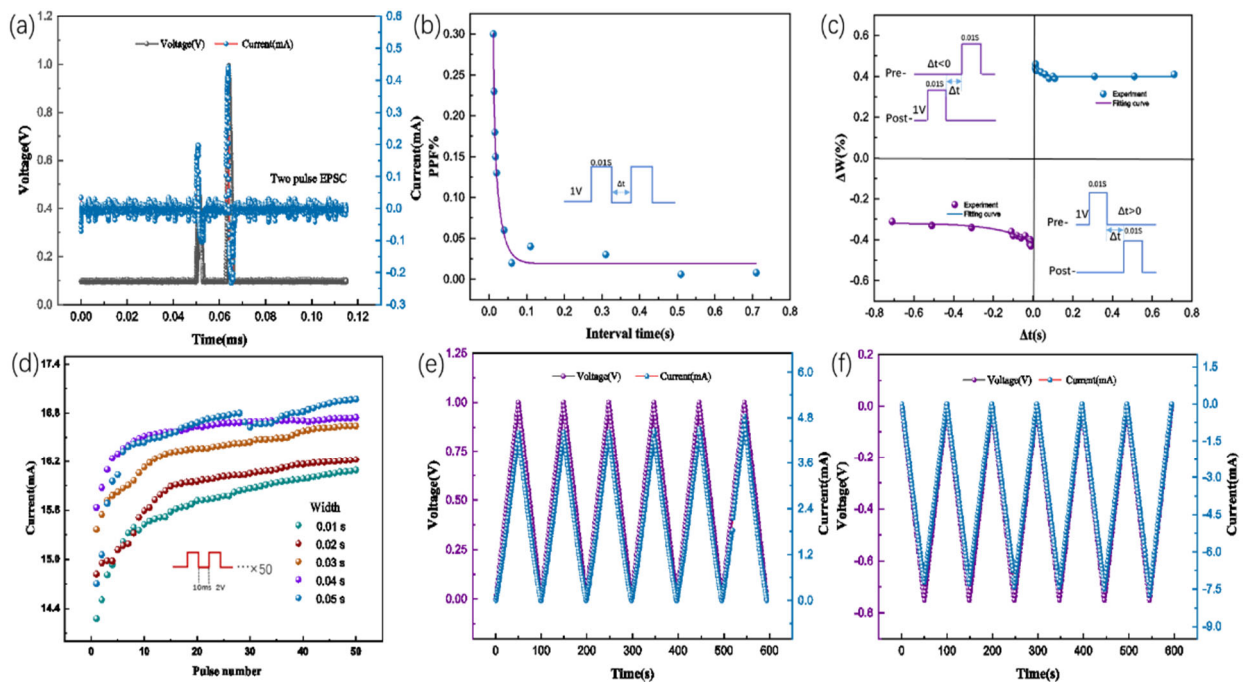 (a)
Voltage(V)
Current(mA)
Two pulse EPSC
Voltage(V)
1.2
1.0
0.8
0.6
0.4
0.2
0.0
0.6
0.5
0.4
0.3
0.2
0.1
0.0
-0.1
-0.2
-0.3
Current(mA)
0.00 0.02 0.04 0.06 0.08 0.10 0.12
Time(ms)
(b)
PPF%
0.30
0.25
0.20
0.15
0.10
0.05
0.00
0.015
1V
Δt
0.0 0.1 0.2 0.3 0.4 0.5 0.6 0.7 0.8
Interval time(s)
(c)
ΔW(%)
0.6
0.4
0.2
0.0
-0.2
-0.4
-0.6
0.015
Δt<0
Pre-
0.015
Δt
1V
Post-
Experiment
Fitting curve
Experiment
Fitting curve
0.015
Pre-
1V
Δt>0
Δt
0.015
Post-
-0.8 -0.6 -0.4 -0.2 0.0 0.2 0.4 0.6 0.8
Δt(s)
(d)
Current(mA)
17.4
16.8
16.2
15.6
15.0
14.4
Width
0.01 s
0.02 s
0.03 s
0.04 s
0.05 s
10ms 2V
×50
0 10 20 30 40 50
Pulse number
(e)
Voltage(V)
Current(mA)
Voltage(V)
1.25
1.00
0.75
0.50
0.25
0.00
6.0
4.8
3.6
2.4
1.2
0.0
Current(mA)
0 100 200 300 400 500 600
Time(s)
(f)
Voltage(V)
Current(mA)
Voltage(V)
0.2
0.0
-0.2
-0.4
-0.6
-0.8
1.5
0.0
-1.5
-3.0
-4.5
-6.0
-7.5
-9.0
Current(mA)
0 100 200 300 400 500 600
Time(s)